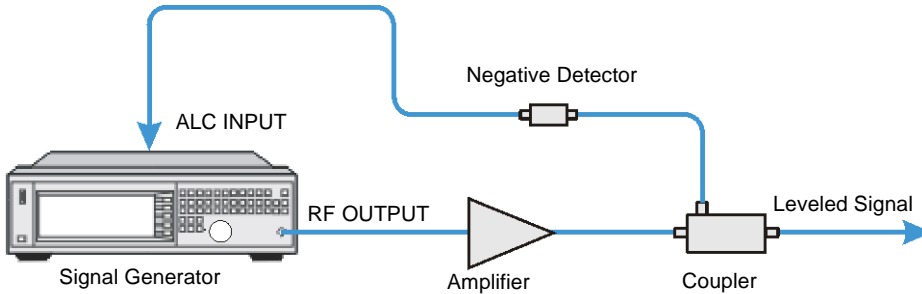 Negative Detector
ALC INPUT
RF OUTPUT
Leveled Signal
Signal Generator
Amplifier
Coupler